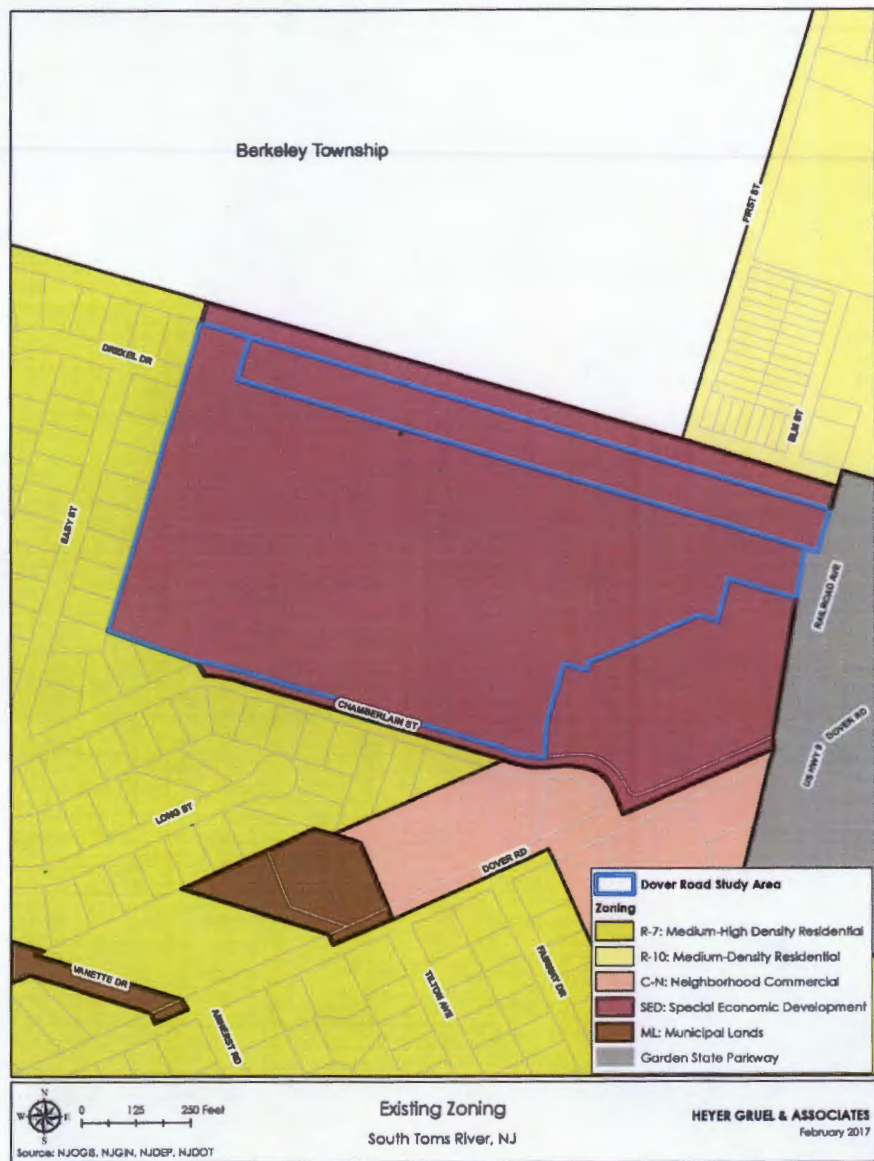 Berkeley Township
FIRST ST
DREXEL DR
ELM ST
BABY ST
RAILROAD AVE
CHAMBERLAIN ST
US HWY 9
DOVER RD
LONG ST
DOVER RD
VANETTE DR
AMHERST RD
TILTON AVE
FAIRWAY DR
Dover Road Study Area
Zoning
R-7: Medium-High Density Residential
R-10: Medium-Density Residential
C-N: Neighborhood Commercial
SED: Special Economic Development
ML: Municipal Lands
Garden State Parkway
N
W E
S
0 125 250 Feet
Source: NJOGIS, NJGIN, NJDEP, NJDOT
Existing Zoning
South Toms River, NJ
HEYER GRUEL & ASSOCIATES
February 2017